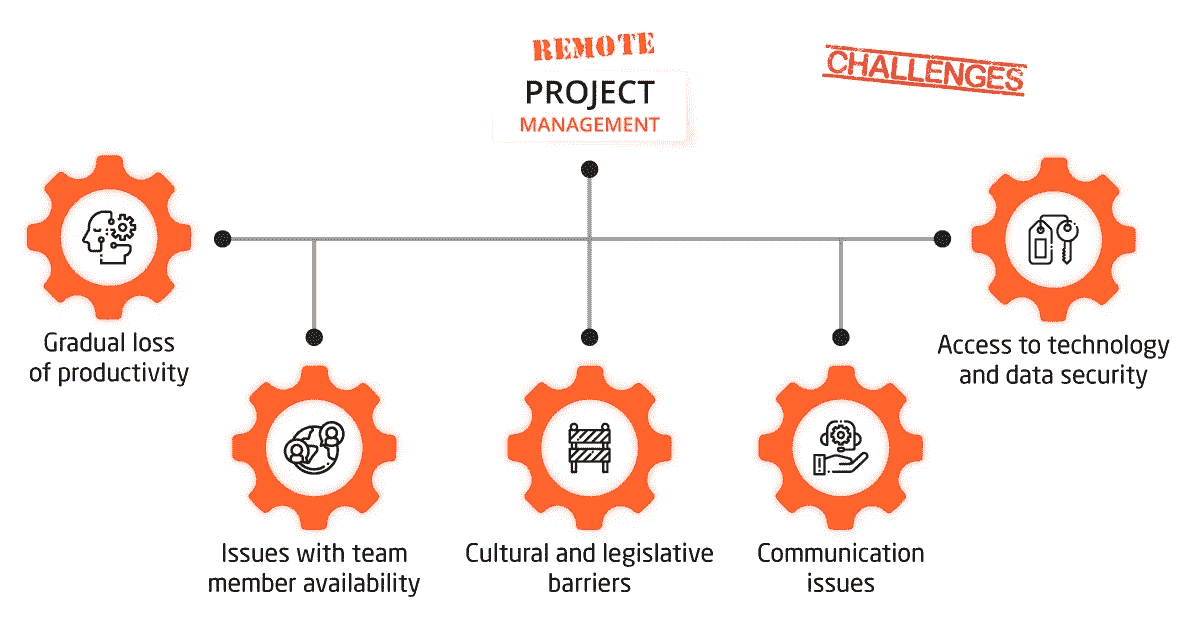 REMOTE
PROJECT
MANAGEMENT
CHALLENGES
Gradual loss
of productivity
Issues with team
member availability
Cultural and legislative
barriers
Communication
issues
Access to technology
and data security